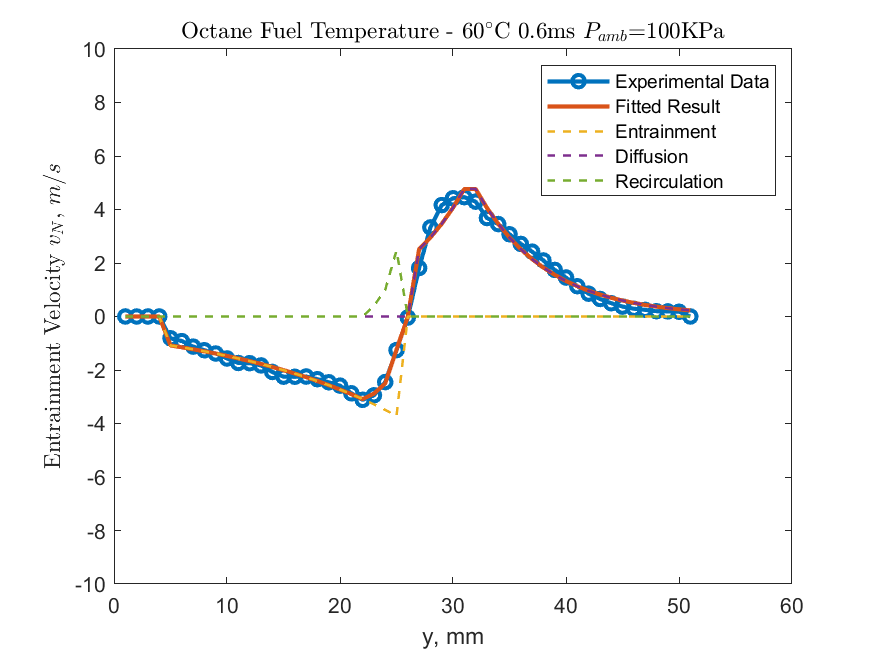 Octane Fuel Temperature - 60°C 0.6ms P_amb=100KPa
10
8
6
4
2
0
-2
-4
-6
-8
-10
Entrainment Velocity v_N, m/s
Experimental Data
Fitted Result
Entrainment
Diffusion
Recirculation
0 10 20 30 40 50 60
y, mm